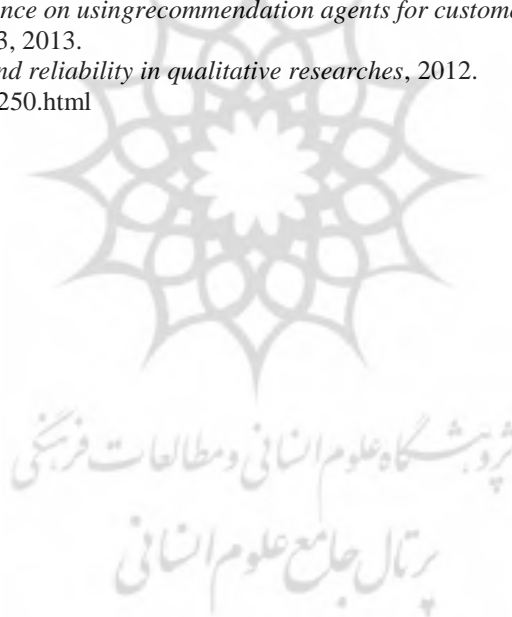 nce on usingrecommendation agents for custome
3, 2013.
nd reliability in qualitative researches, 2012.
250.html
پژوهشگاه علوم انسانی و مطالعات فرهنگی
پرتال جامع علوم انسانی